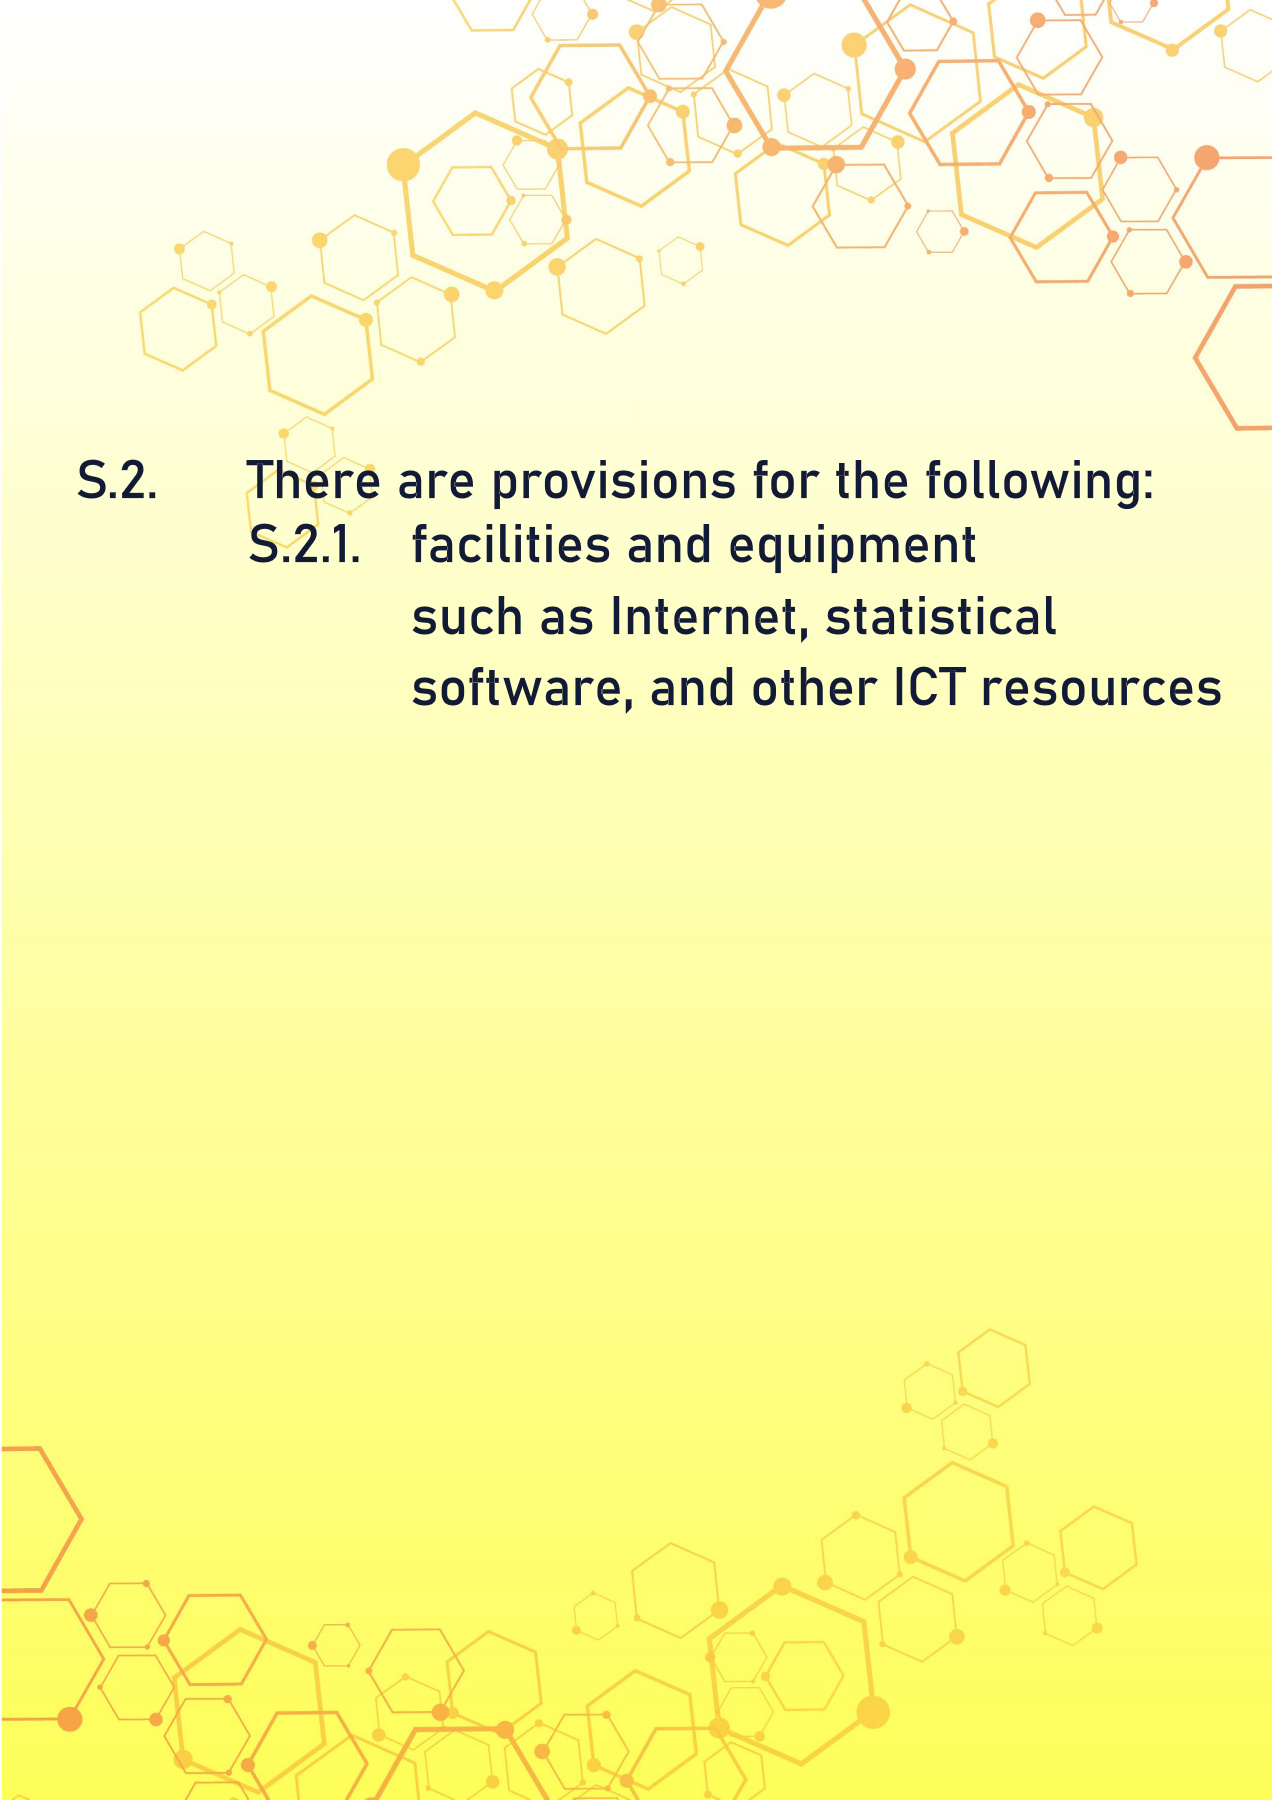 S.2. There are provisions for the following:
S.2.1. facilities and equipment
such as Internet, statistical
software, and other ICT resources